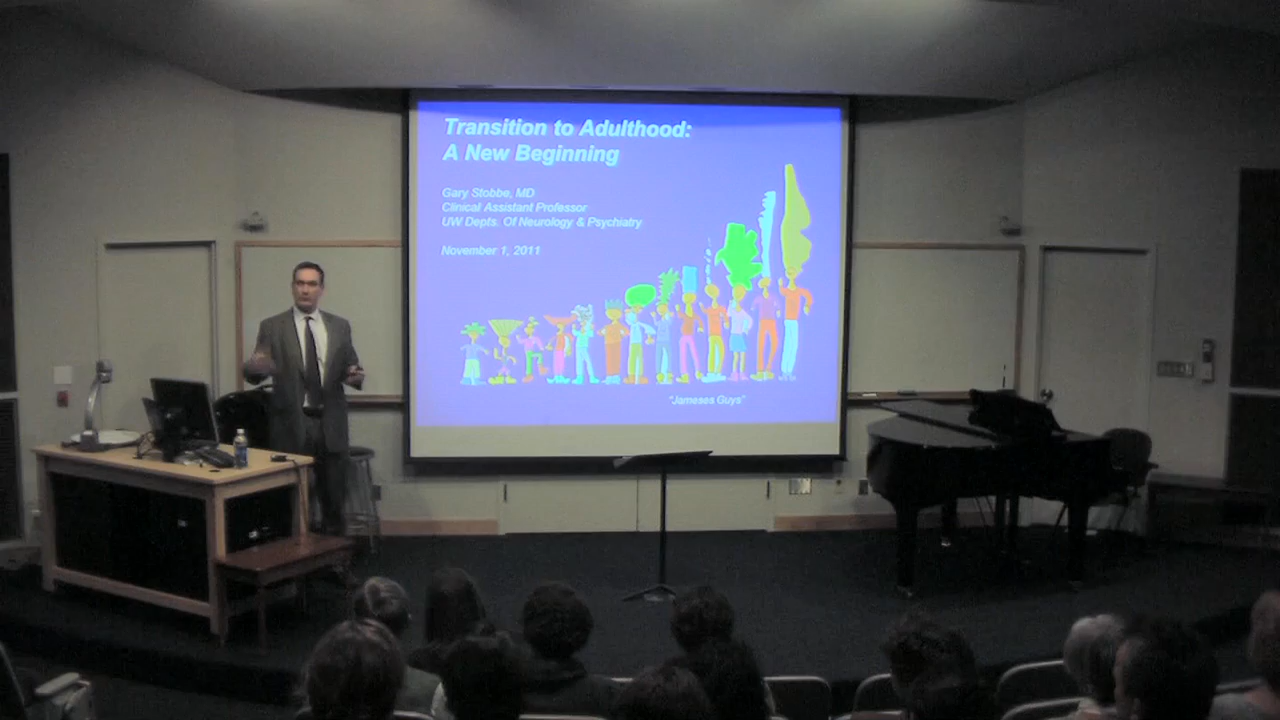 Transition to Adulthood:
A New Beginning
Gary Stobbe, MD
Clinical Assistant Professor
UW Depts. Of Neurology & Psychiatry
November 1, 2011
"Jameses Guys"